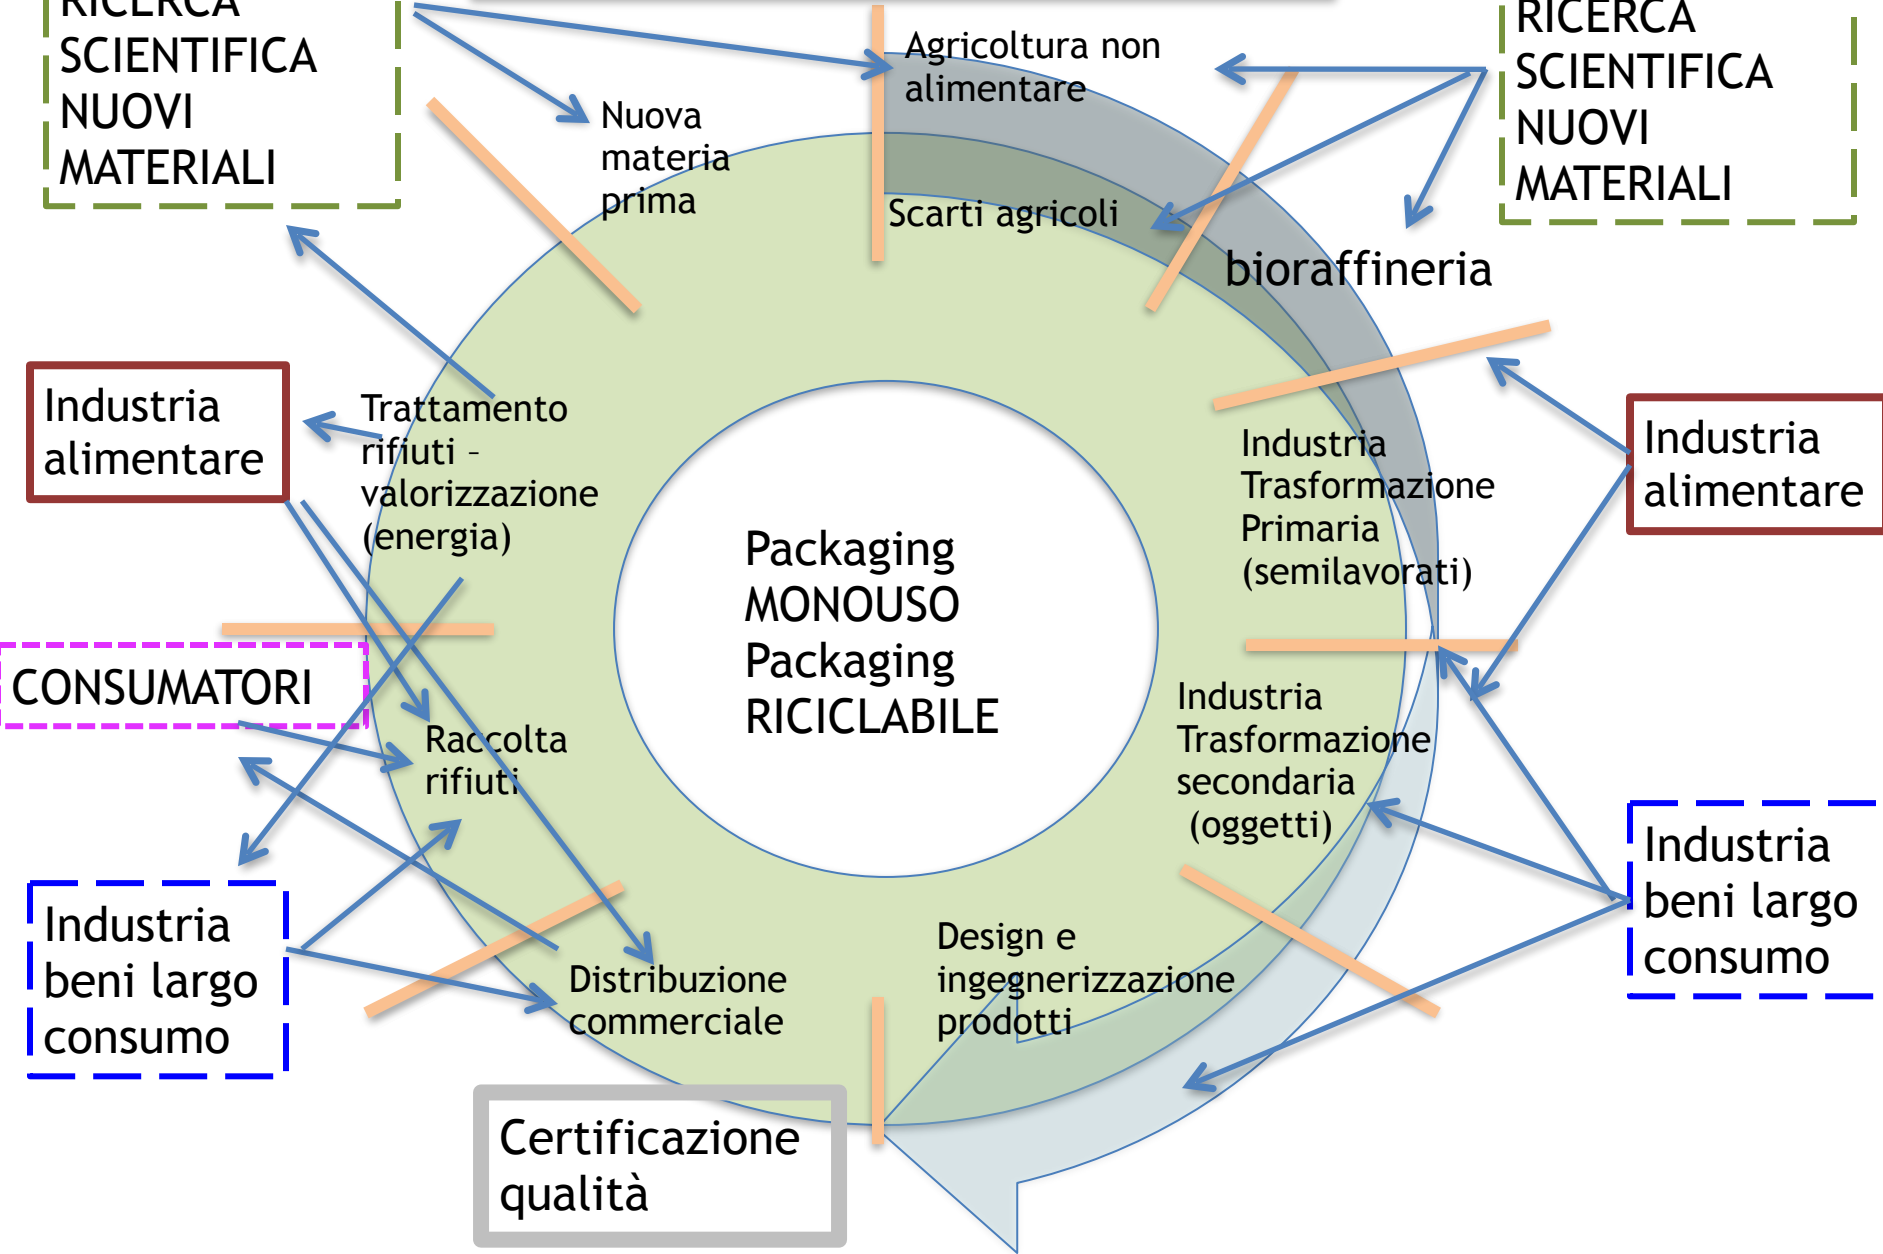 RICERCA
SCIENTIFICA
NUOVI
MATERIALI
Agricoltura non
alimentare
RICERCA
SCIENTIFICA
NUOVI
MATERIALI
Nuova
materia
prima
Scarti agricoli
bioraffineria
Industria
alimentare
Trattamento
rifiuti –
valorizzazione
(energia)
Industria
Trasformazione
Primaria
(semilavorati)
Industria
alimentare
Packaging
MONOUSO
Packaging
RICICLABILE
CONSUMATORI
Raccolta
rifiuti
Industria
Trasformazione
secondaria
(oggetti)
Industria
beni largo
consumo
Industria
beni largo
consumo
Distribuzione
commerciale
Design e
ingegnerizzazione
prodotti
Certificazione
qualità